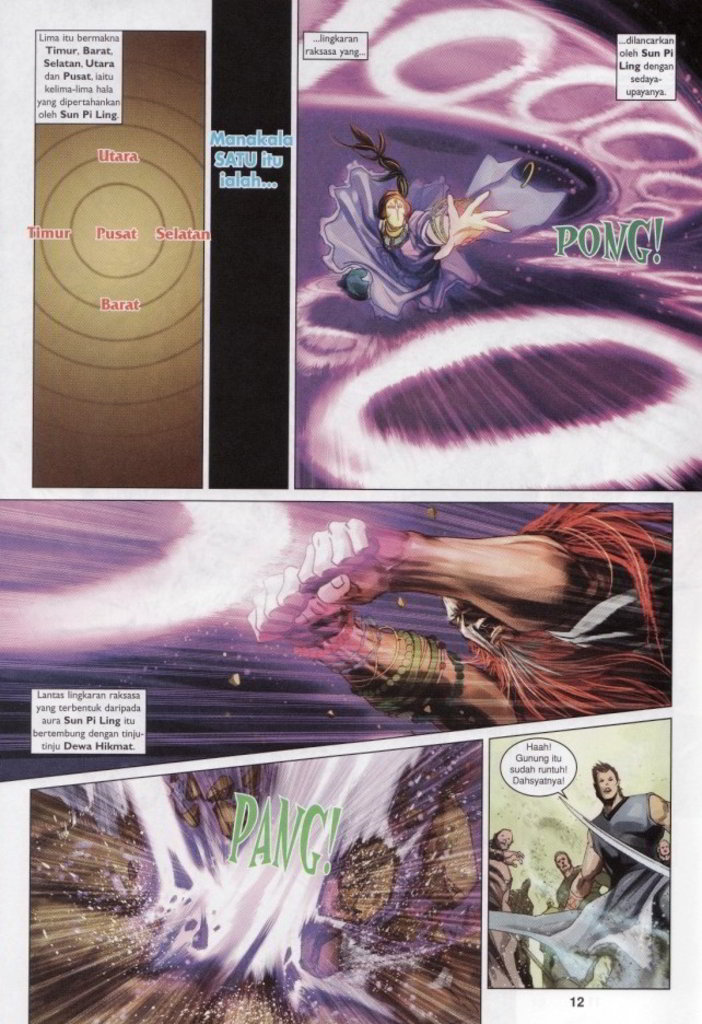 Lima itu bermakna
Timur, Barat,
Selatan, Utara
dan Pusat, iaitu
kelima-lima hala
yang dipertahankan
oleh Sun Pi Ling.
Utara
Timur
Pusat
Selatan
Barat
Manakala
SATU itu
ialah...
...lingkaran
raksasa yang...
...dilancarkan
oleh Sun Pi
Ling dengan
sedaya-
upayanya.
PONG!
Lantas lingkaran raksasa
yang terbentuk daripada
aura Sun Pi Ling itu
bertembung dengan tinju-
tinju Dewa Hikmat.
PANG!
Haah!
Gunung itu
sudah runtuh!
Dahsyatnya!
12